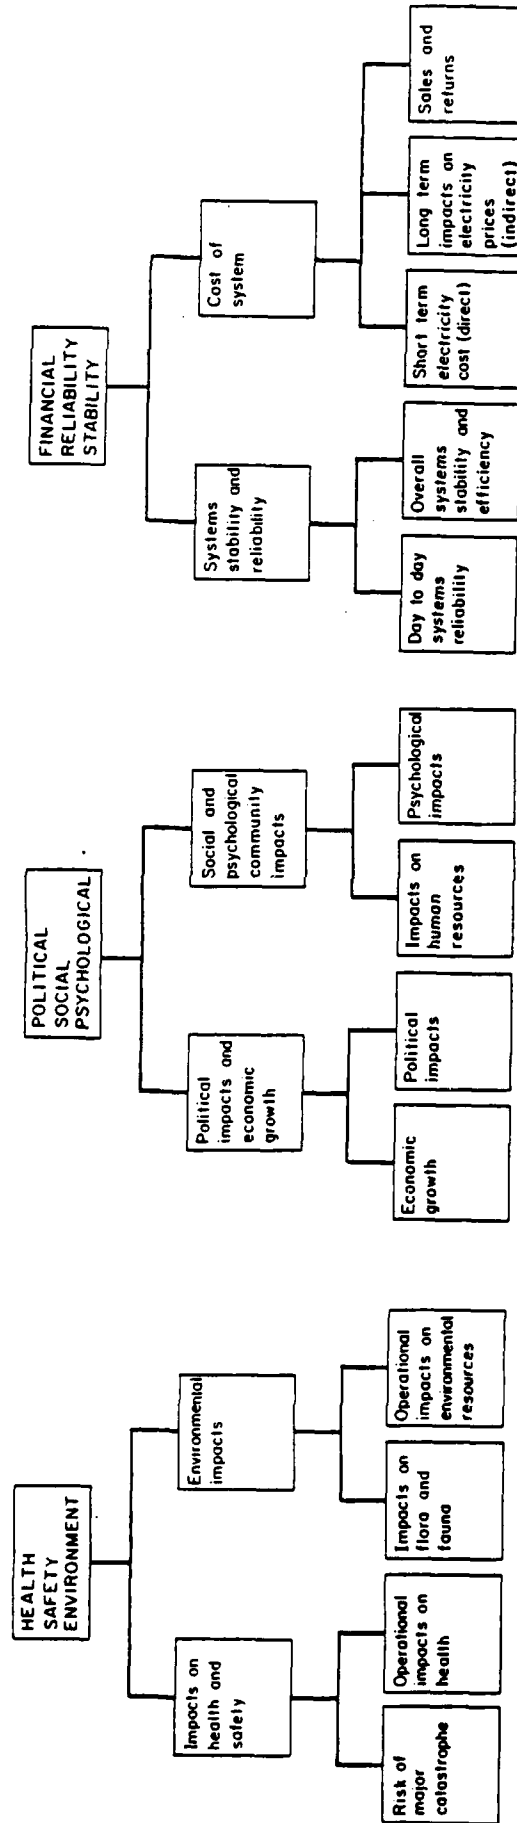 HEALTH
SAFETY
ENVIRONMENT
Impacts on
health and
safety
Environmental
impacts
Risk of
major
catastrophe
Operational
impacts on
health
Impacts on
flora and
fauna
Operational
impacts on
environmental
resources
POLITICAL
SOCIAL
PSYCHOLOGICAL
Political
impacts and
economic
growth
Social and
psychological
community
impacts
Economic
growth
Political
impacts
Impacts on
human
resources
Psychological
impacts
FINANCIAL
RELIABILITY
STABILITY
Systems
stability and
reliability
Cost of
system
Day to day
systems
reliability
Overall
systems
stability and
efficiency
Short term
electricity
cost (direct)
Long term
impacts on
electricity
prices
(indirect)
Sales and
returns